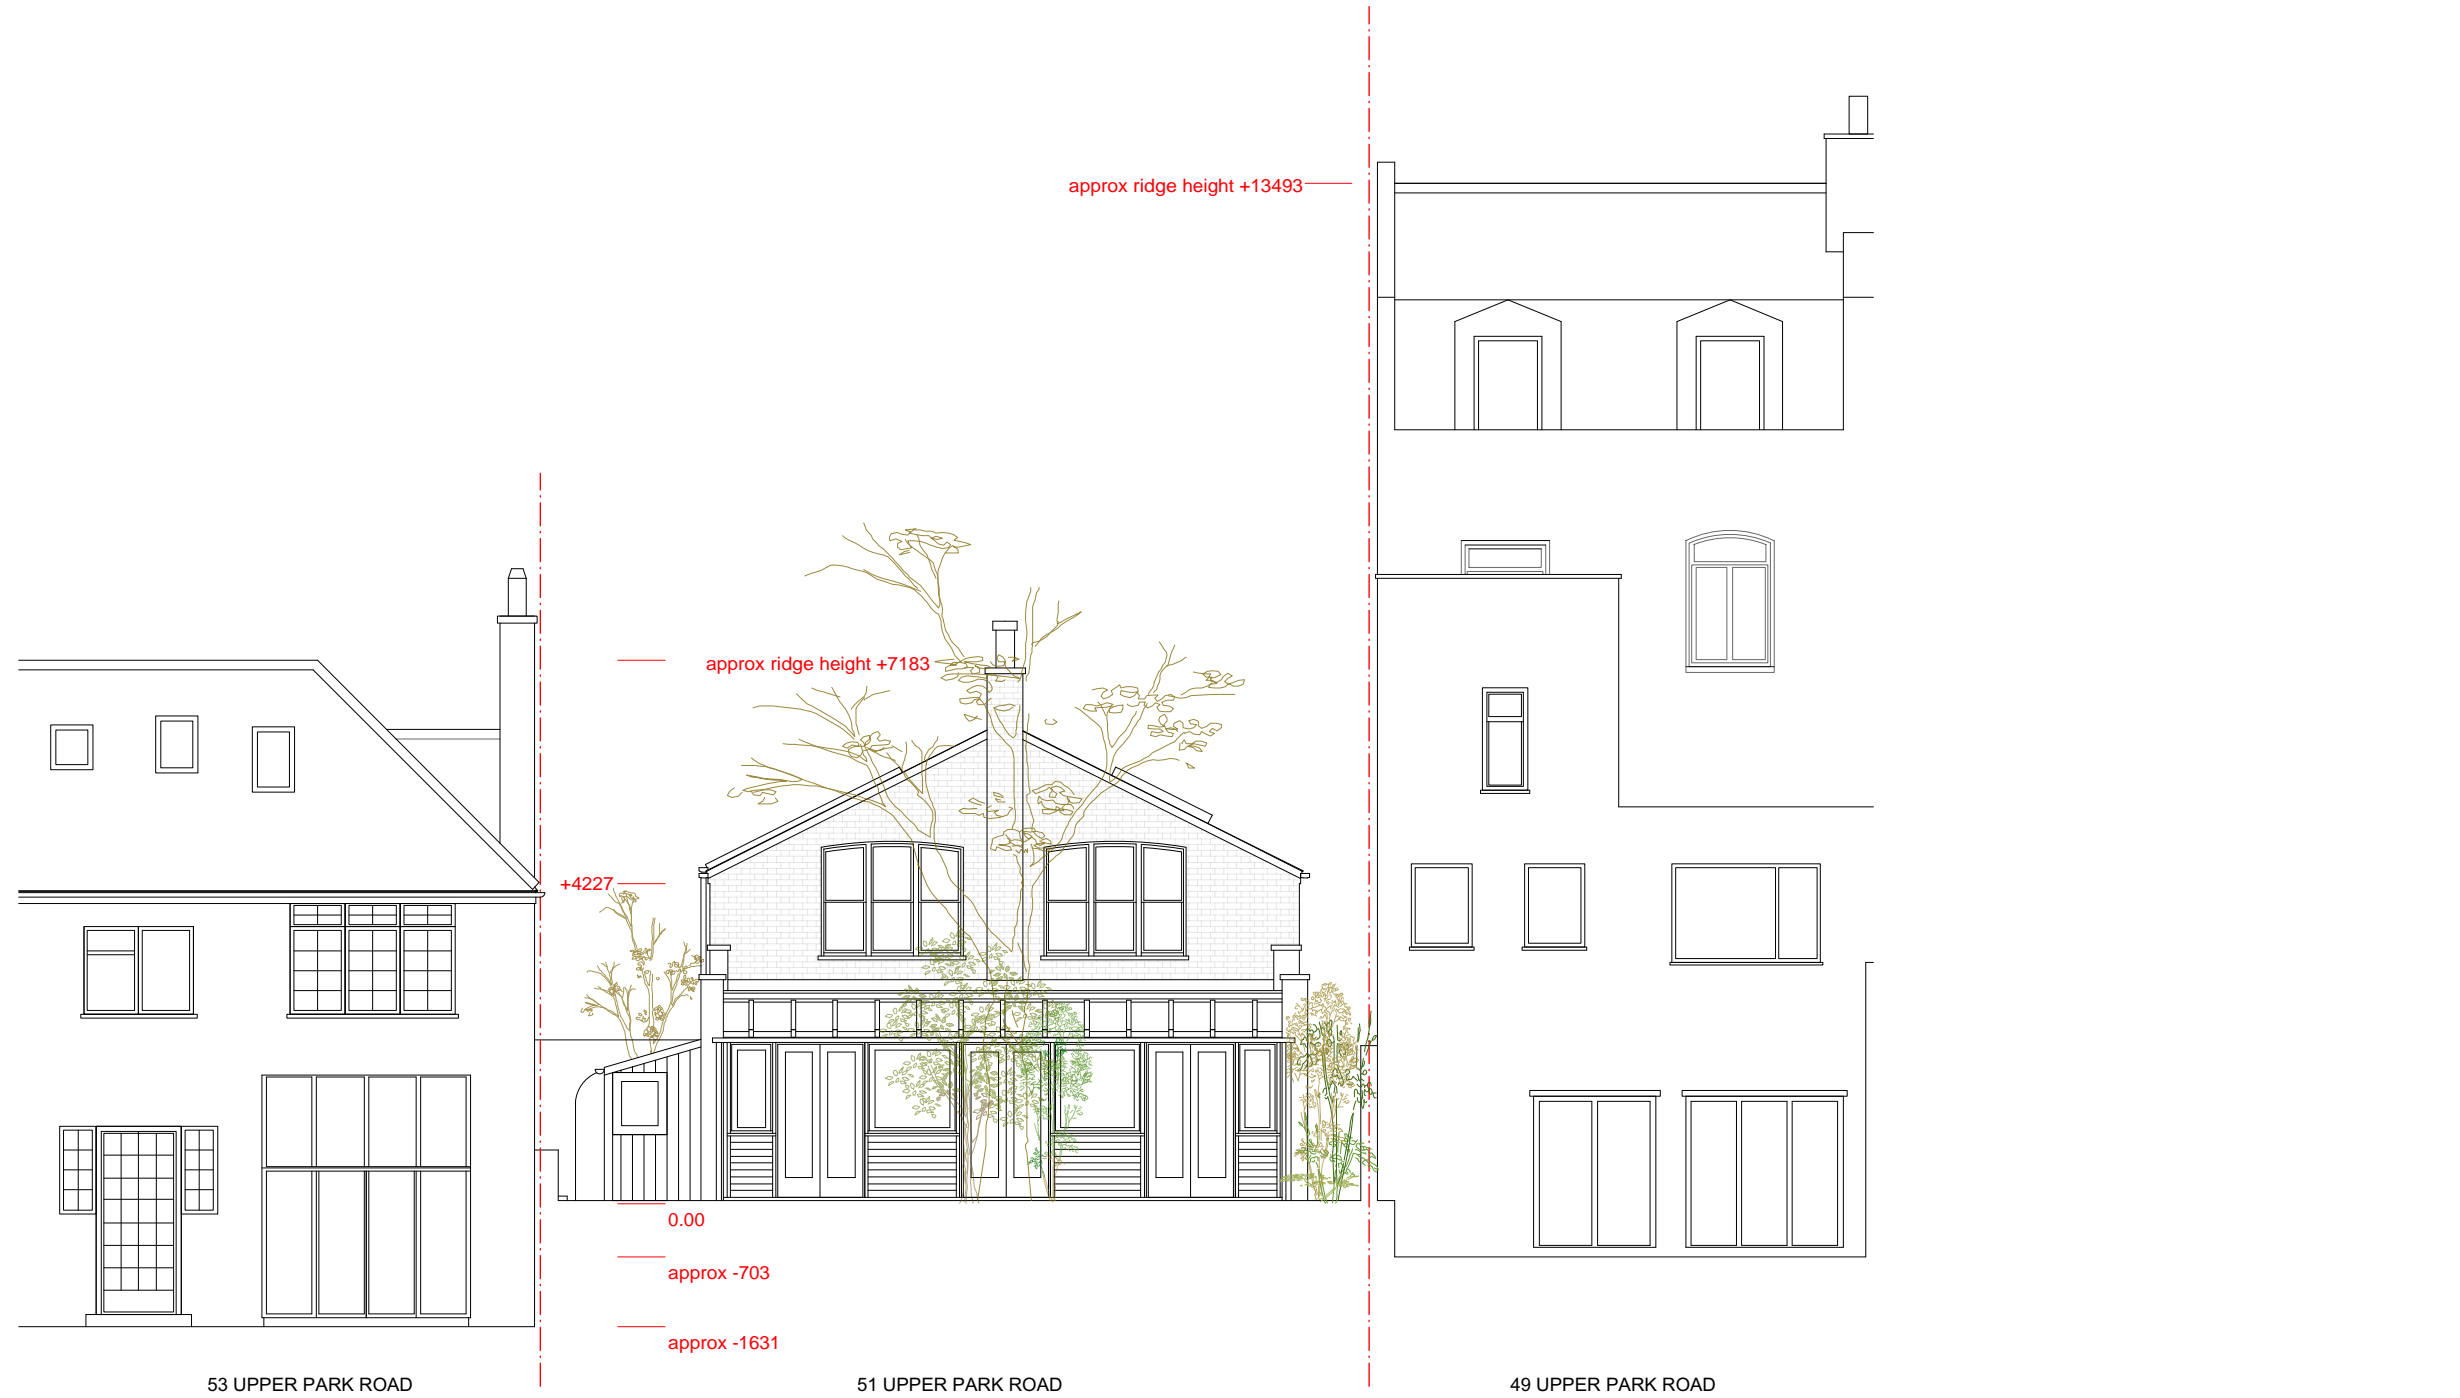 approx ridge height +13493
approx ridge height +7183
+4227
0.00
approx -703
approx -1631
53 UPPER PARK ROAD
51 UPPER PARK ROAD
49 UPPER PARK ROAD